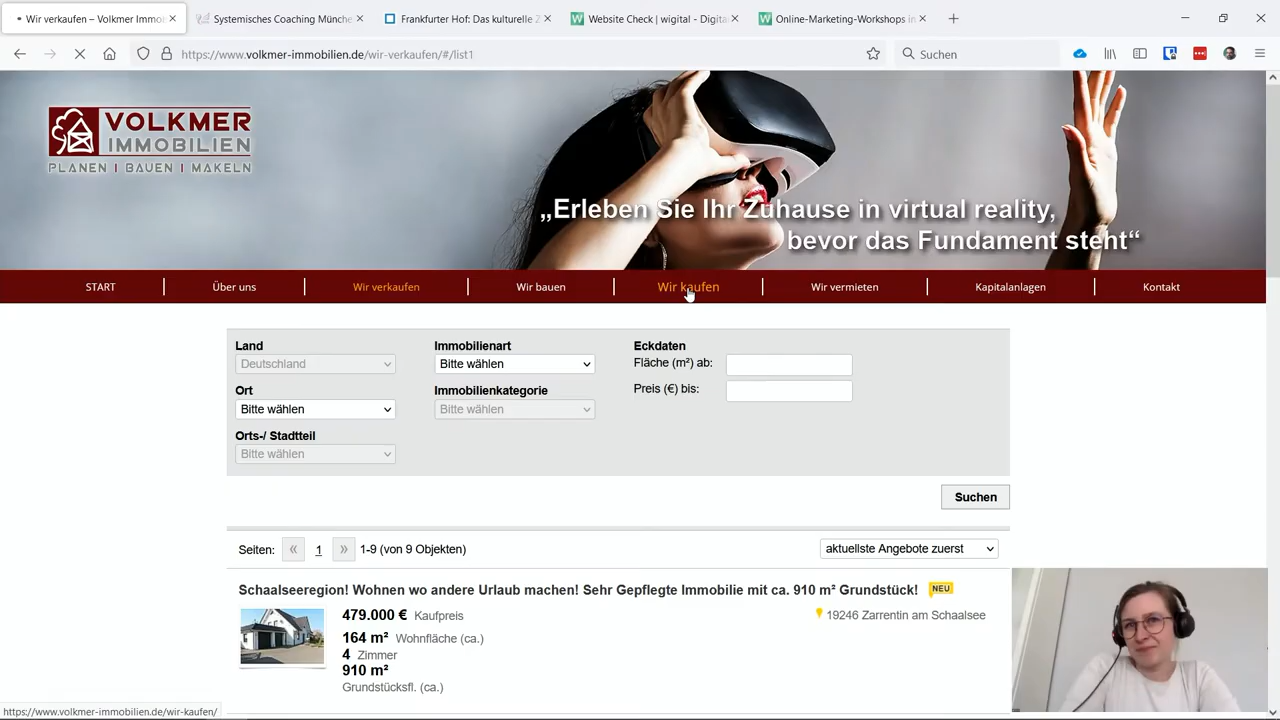 Wir verkaufen – Volkmer Immo
Systemisches Coaching Münche
Frankfurter Hof: Das kulturelle Z
Website Check | wigital - Digita
Online-Marketing-Workshops in
https://www.volkmer-immobilien.de/wir-verkaufen/#/list1
Suchen
VOLKMER
IMMOBILIEN
PLANEN | BAUEN | MAKELN
„Erleben Sie Ihr Zuhause in virtual reality,
bevor das Fundament steht“
START
Über uns
Wir verkaufen
Wir bauen
Wir kaufen
Wir vermieten
Kapitalanlagen
Kontakt
Land
Immobilienart
Eckdaten
Deutschland
Bitte wählen
Fläche (m²) ab:
Ort
Immobilienkategorie
Preis (€) bis:
Bitte wählen
Bitte wählen
Orts-/ Stadtteil
Bitte wählen
Suchen
Seiten: « 1 » 1-9 (von 9 Objekten)
aktuellste Angebote zuerst
Schaalseeregion! Wohnen wo andere Urlaub machen! Sehr Gepflegte Immobilie mit ca. 910 m² Grundstück! NEU
479.000 € Kaufpreis
19246 Zarrentin am Schaalsee
164 m² Wohnfläche (ca.)
4 Zimmer
910 m²
Grundstücksfl. (ca.)
https://www.volkmer-immobilien.de/wir-kaufen/